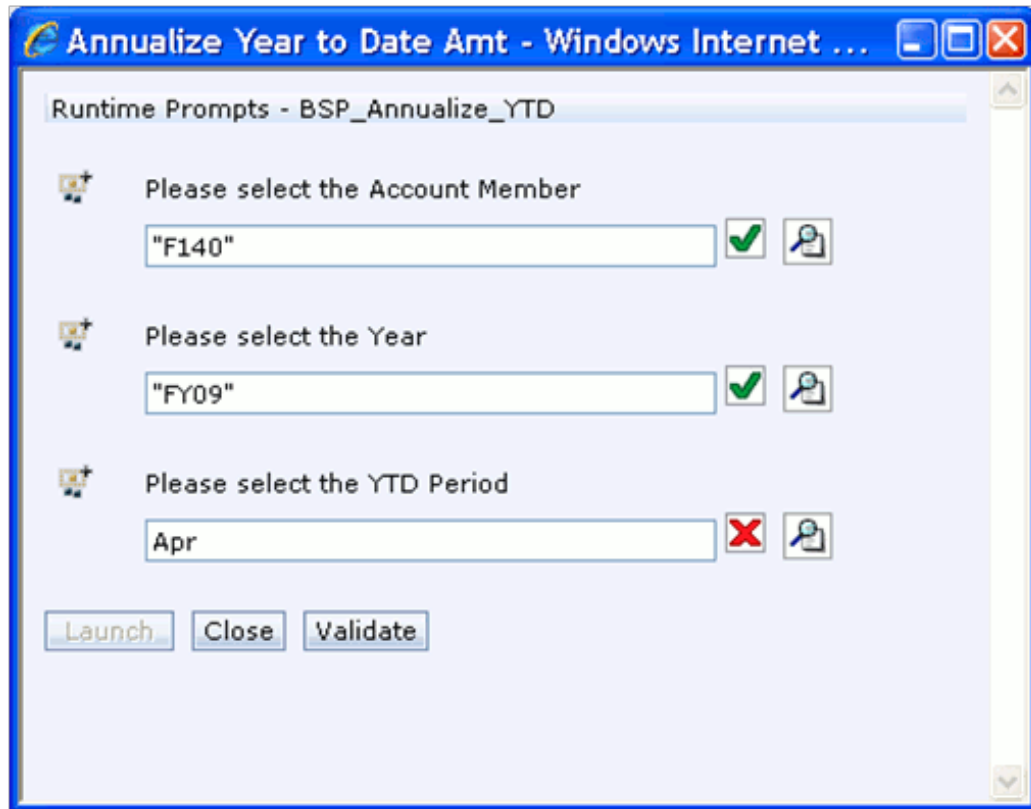 Annualize Year to Date Amt - Windows Internet ...
Runtime Prompts - BSP_Annualize_YTD
Please select the Account Member
"F140"
Please select the Year
"FY09"
Please select the YTD Period
Apr
Launch Close Validate